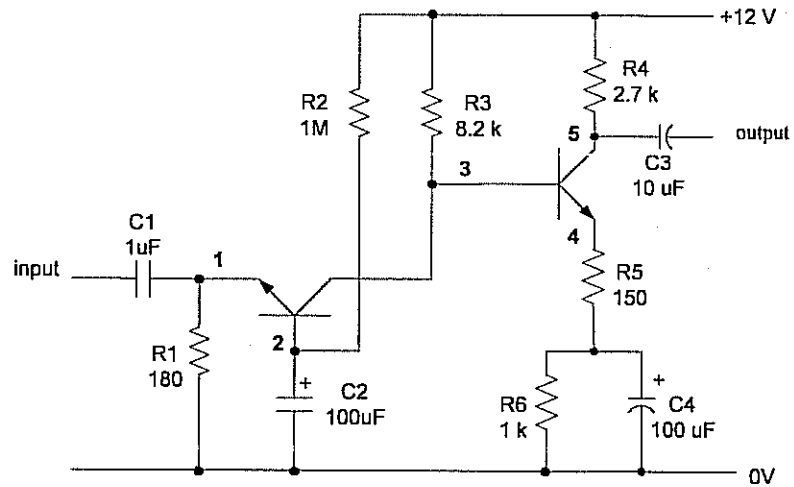 +12 V
R4
2.7 k
R2
1M
R3
8.2 k
5
output
C3
10 uF
3
C1
1uF
4
1
input
R5
150
2
R1
180
+
C2
100uF
+
R6
1 k
C4
100 uF
0V